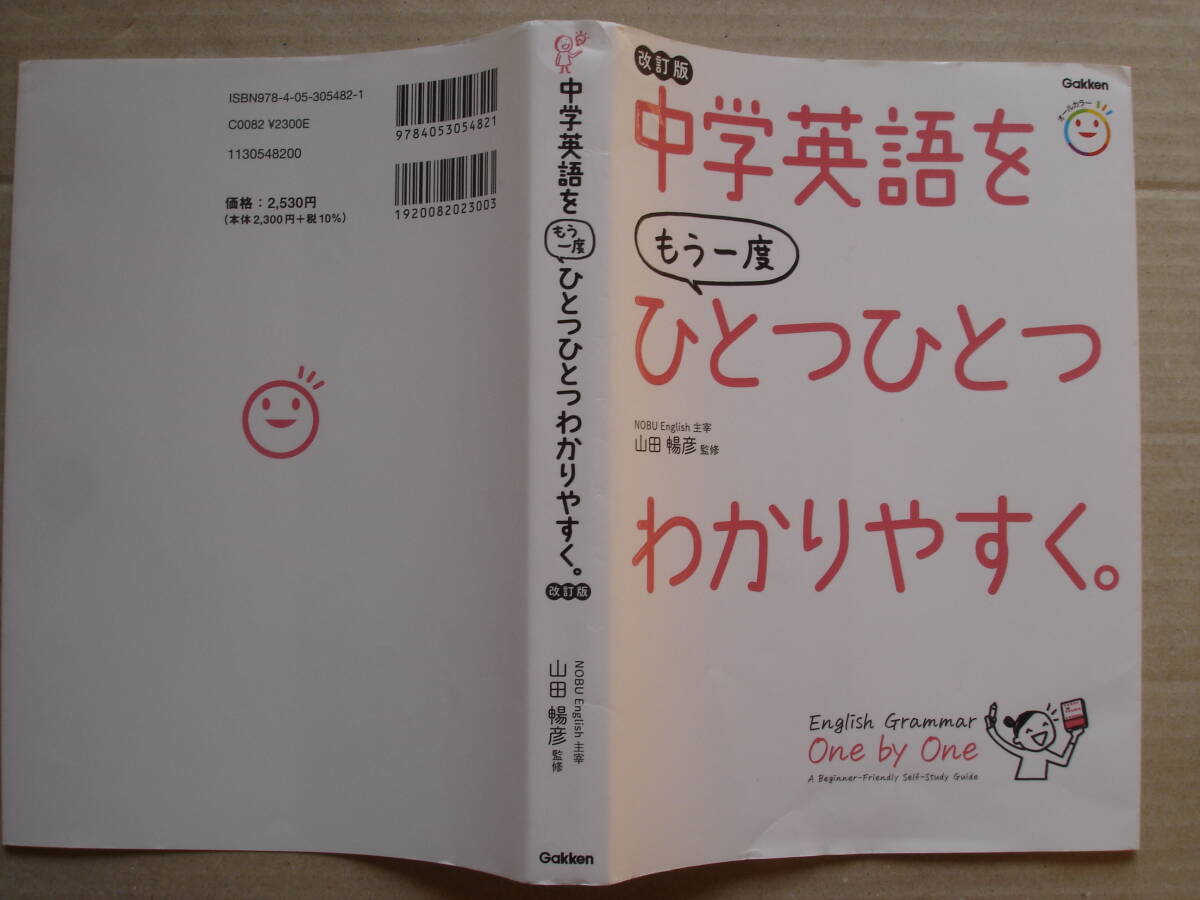 ISBN978-4-05-305482-1
C0082 ¥2300E
1130548200
価格：2,530円
（本体2,300円＋税10%）
9784053054821
1920082023003
中学英語を
もう一度
ひとつひとつわかりやすく。
改訂版
NOBU English 主宰
山田 暢彦 監修
Gakken
改訂版
Gakken
オールカラー
中学英語を
もう一度
ひとつひとつ
NOBU English 主宰
山田 暢彦 監修
わかりやすく。
English Grammar
One by One
A Beginner-Friendly Self-Study Guide